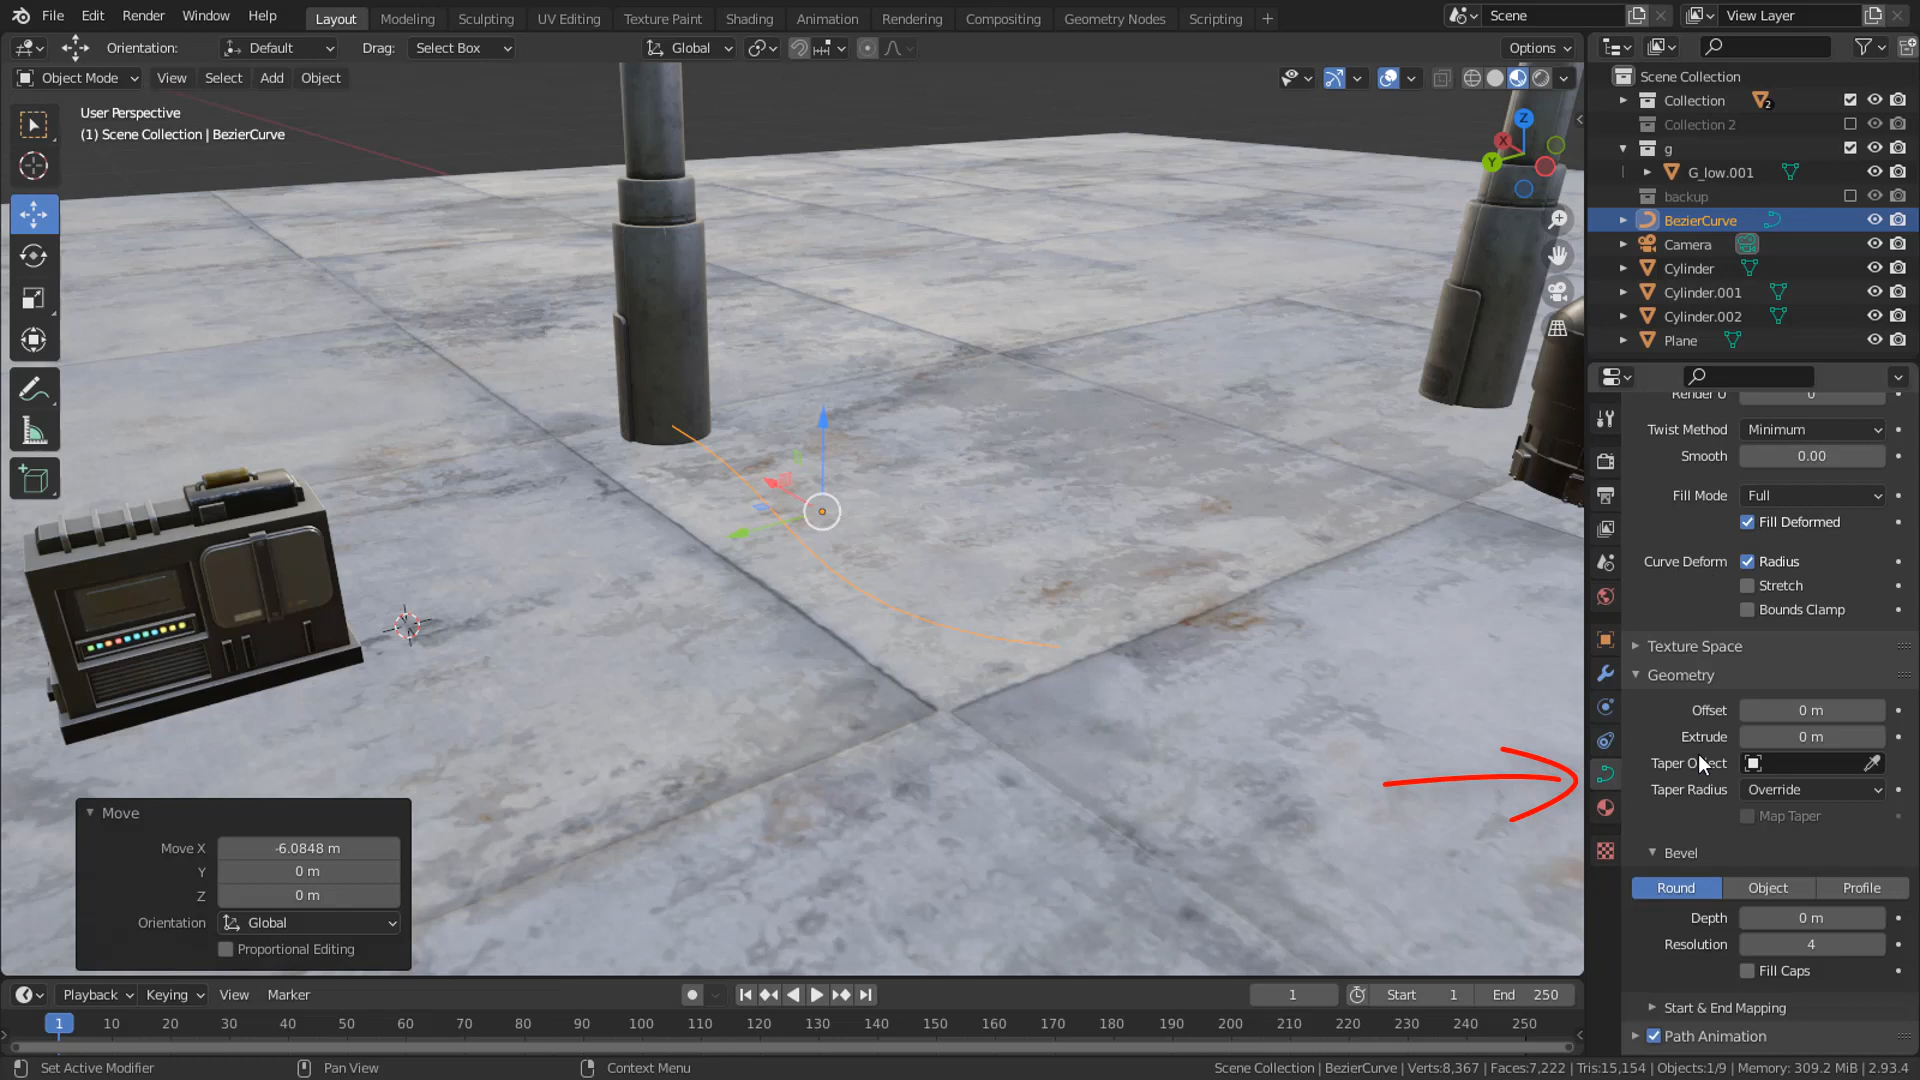 File Edit Render Window Help Layout Modeling Sculpting UV Editing Texture Paint Shading Animation Rendering Compositing Geometry Nodes Scripting + Scene View Layer
Orientation: Default Drag: Select Box Global Options
Object Mode View Select Add Object
User Perspective
(1) Scene Collection | BezierCurve
Z
X
Y
Scene Collection
Collection 2
Collection 2
g
G_low.001
backup
BezierCurve
Camera
Cylinder
Cylinder.001
Cylinder.002
Plane
Render U 0
Twist Method Minimum
Smooth 0.00
Fill Mode Full
Fill Deformed
Curve Deform Radius
Stretch
Bounds Clamp
Texture Space
Geometry
Offset 0 m
Extrude 0 m
Taper Object
Taper Radius Override
Map Taper
Bevel
Round Object Profile
Depth 0 m
Resolution 4
Fill Caps
Start & End Mapping
Path Animation
Move
Move X -6.0848 m
Y 0 m
Z 0 m
Orientation Global
Proportional Editing
Playback Keying View Marker 1 Start 1 End 250
1 10 20 30 40 50 60 70 80 90 100 110 120 130 140 150 160 170 180 190 200 210 220 230 240 250
Set Active Modifier Pan View Context Menu Scene Collection | BezierCurve | Verts:8,367 | Faces:7,222 | Tris:15,154 | Objects:1/9 | Memory: 309.2 MiB | 2.93.4